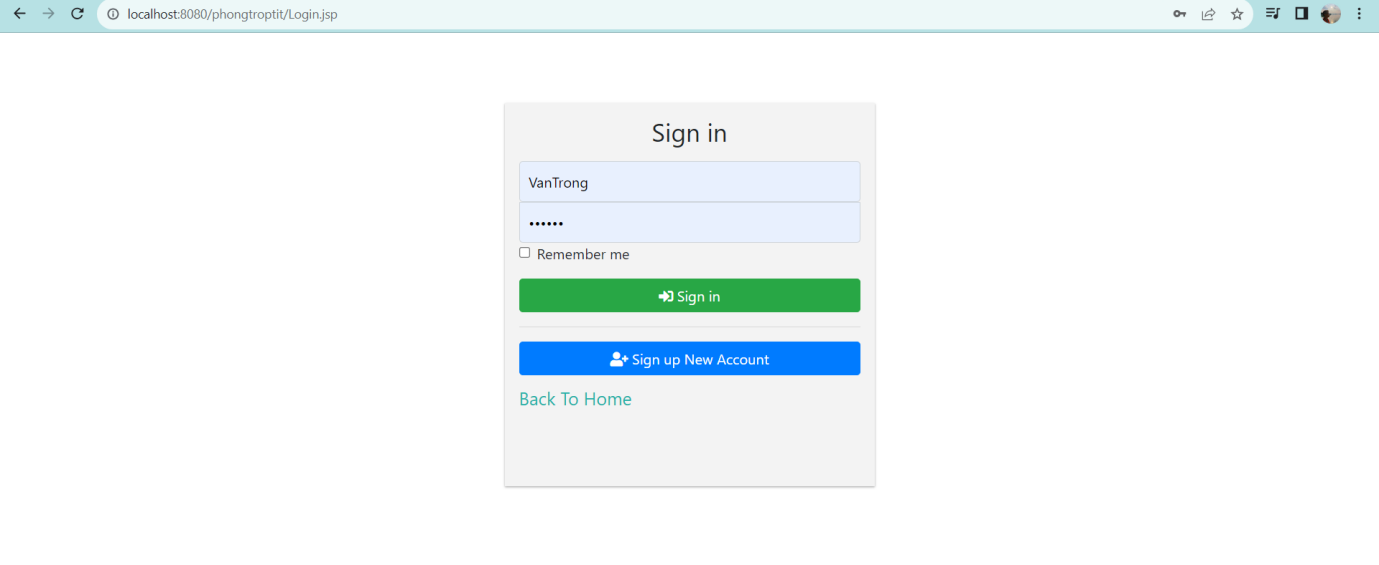 localhost:8080/phongtroptit/Login.jsp
Sign in
VanTrong
••••••
Remember me
Sign in
Sign up New Account
Back To Home